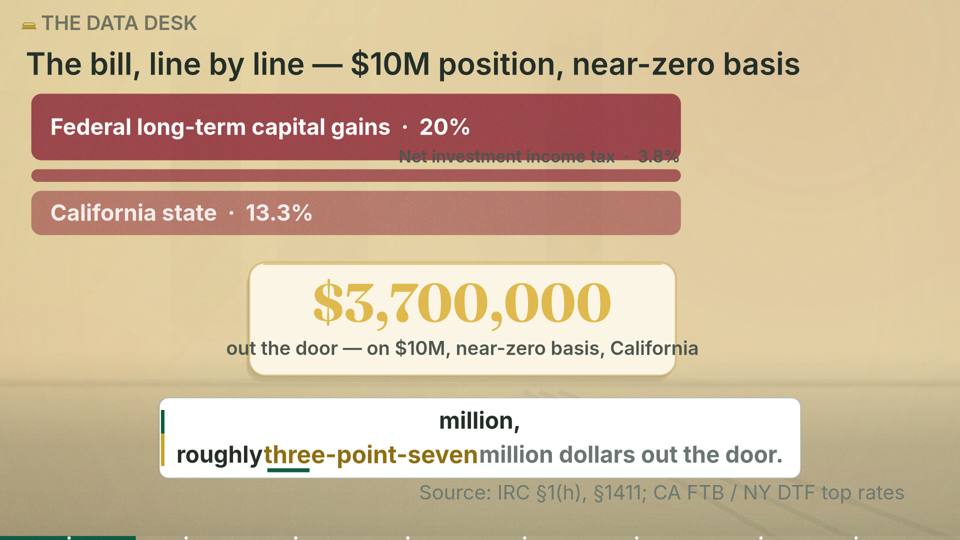 THE DATA DESK
The bill, line by line — $10M position, near-zero basis
Federal long-term capital gains · 20%
Net investment income tax · 3.8%
California state · 13.3%
$3,700,000
out the door — on $10M, near-zero basis, California
million,
roughly three-point-seven million dollars out the door.
Source: IRC §1(h), §1411; CA FTB / NY DTF top rates